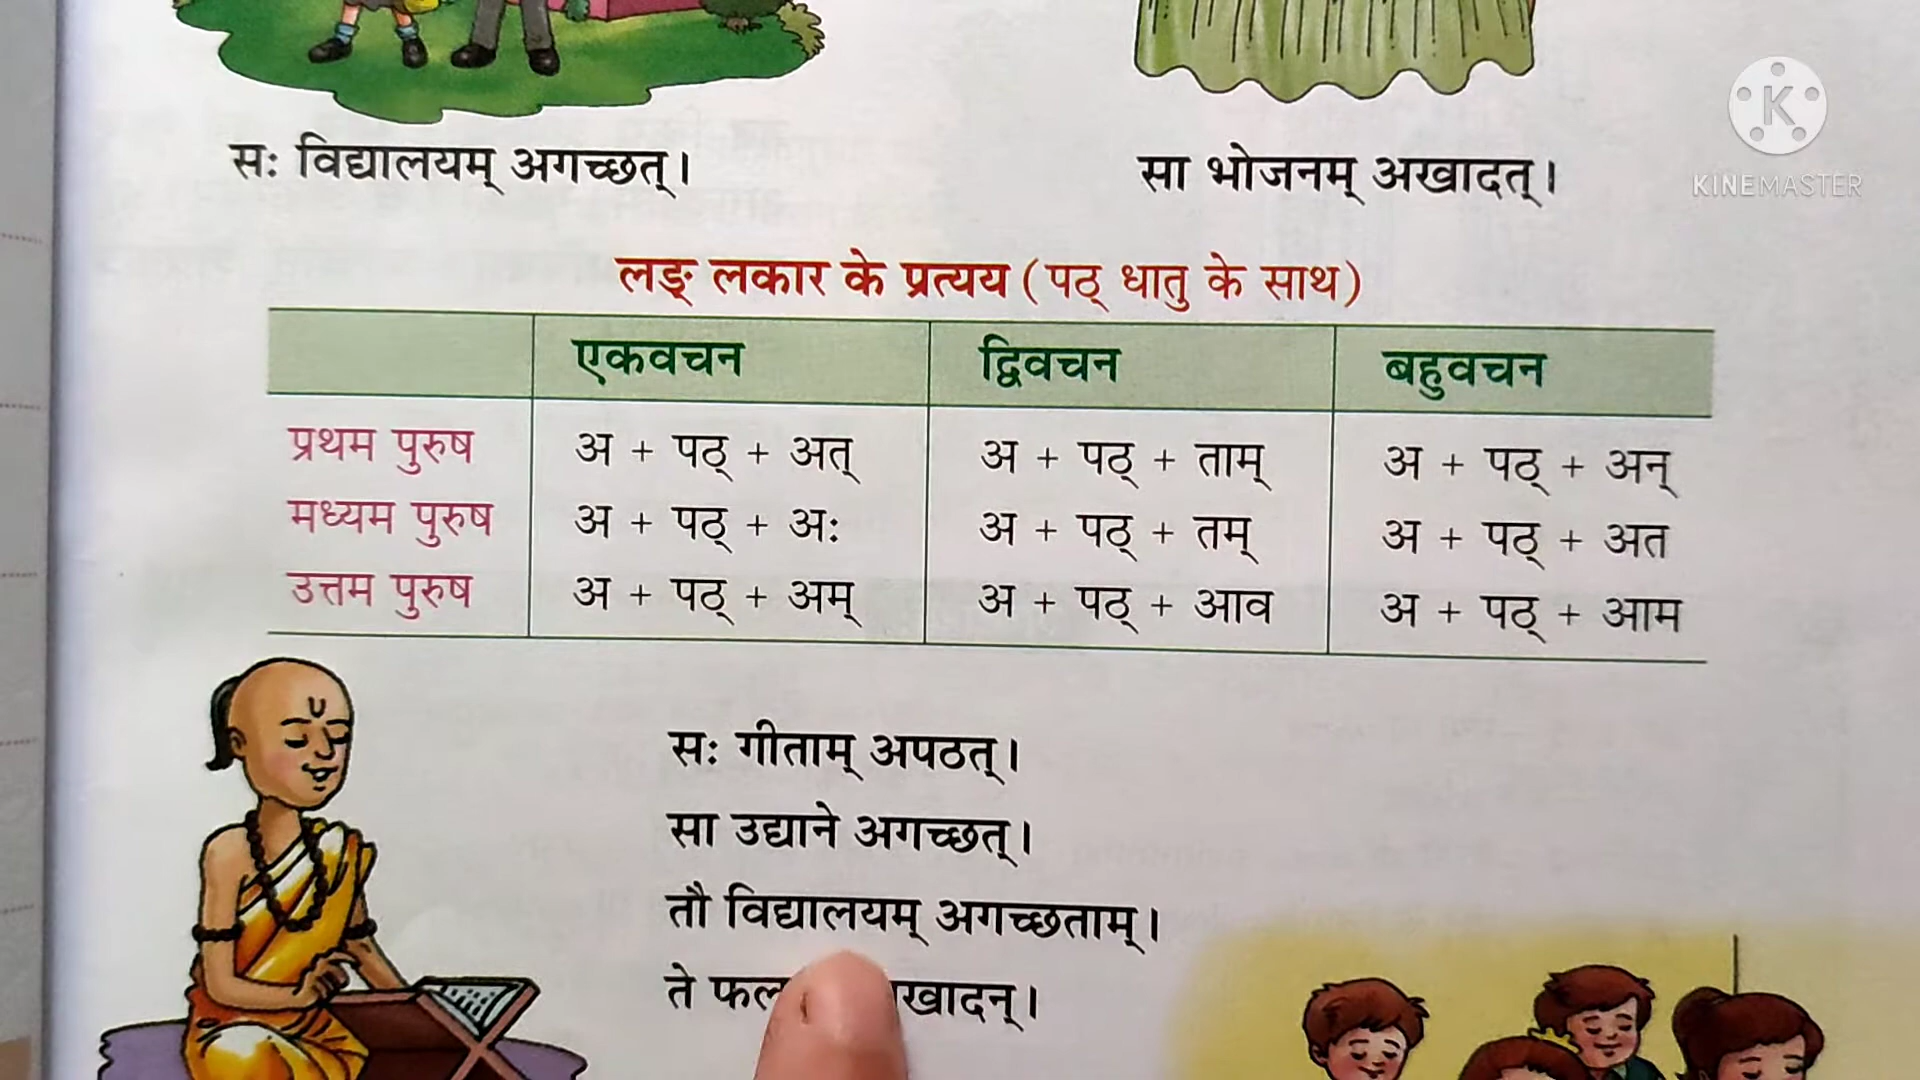 सः विद्यालयम् अगच्छत्।
सा भोजनम् अखादत्।
KINEMASTER
लङ् लकार के प्रत्यय (पठ् धातु के साथ)
एकवचन द्विवचन बहुवचन
प्रथम पुरुष अ + पठ् + अत् अ + पठ् + ताम् अ + पठ् + अन्
मध्यम पुरुष अ + पठ् + अः अ + पठ् + तम् अ + पठ् + अत
उत्तम पुरुष अ + पठ् + अम् अ + पठ् + आव अ + पठ् + आम
सः गीताम् अपठत्।
सा उद्याने अगच्छत्।
तौ विद्यालयम् अगच्छताम्।
ते